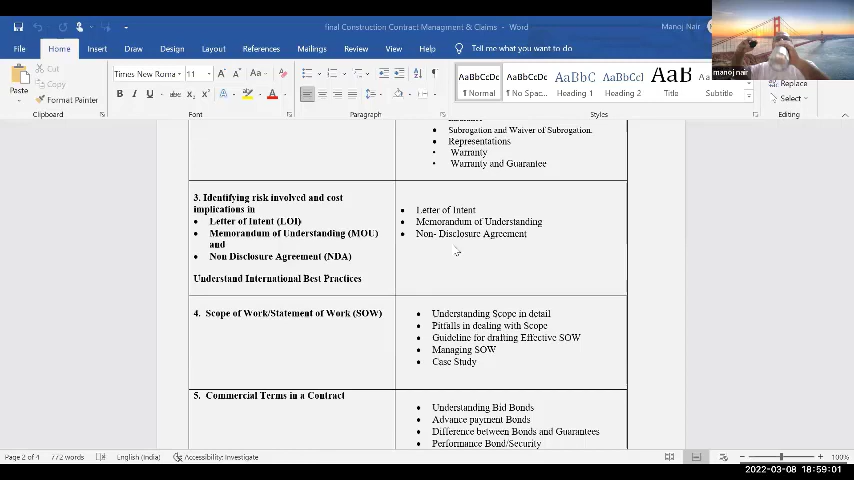 final Construction Contract Managment & Claims - Word
Manoj Nair
File Home Insert Draw Design Layout References Mailings Review View Help Tell me what you want to do
manoj nair
Paste
Cut
Copy
Format Painter
Clipboard
Times New Roma 11
B I U abc X₂ X²
Font
Paragraph
AaBbCcDc AaBbCcDc AaBbC AaBbCcI AaB AaBbCcD
¶ Normal ¶ No Spac... Heading 1 Heading 2 Title Subtitle
Styles
Replace
Select
Editing
• Subrogation and Waiver of Subrogation.
• Representations
• Warranty
• Warranty and Guarantee
3. Identifying risk involved and cost
implications in
• Letter of Intent (LOI)
• Memorandum of Understanding (MOU)
and
• Non Disclosure Agreement (NDA)
Understand International Best Practices
• Letter of Intent
• Memorandum of Understanding
• Non- Disclosure Agreement
4. Scope of Work/Statement of Work (SOW)
• Understanding Scope in detail
• Pitfalls in dealing with Scope
• Guideline for drafting Effective SOW
• Managing SOW
• Case Study
5. Commercial Terms in a Contract
• Understanding Bid Bonds
• Advance payment Bonds
• Difference between Bonds and Guarantees
• Performance Bond/Security
Page 2 of 4 772 words English (India) Accessibility: Investigate 100%
2022-03-08 18:59:01